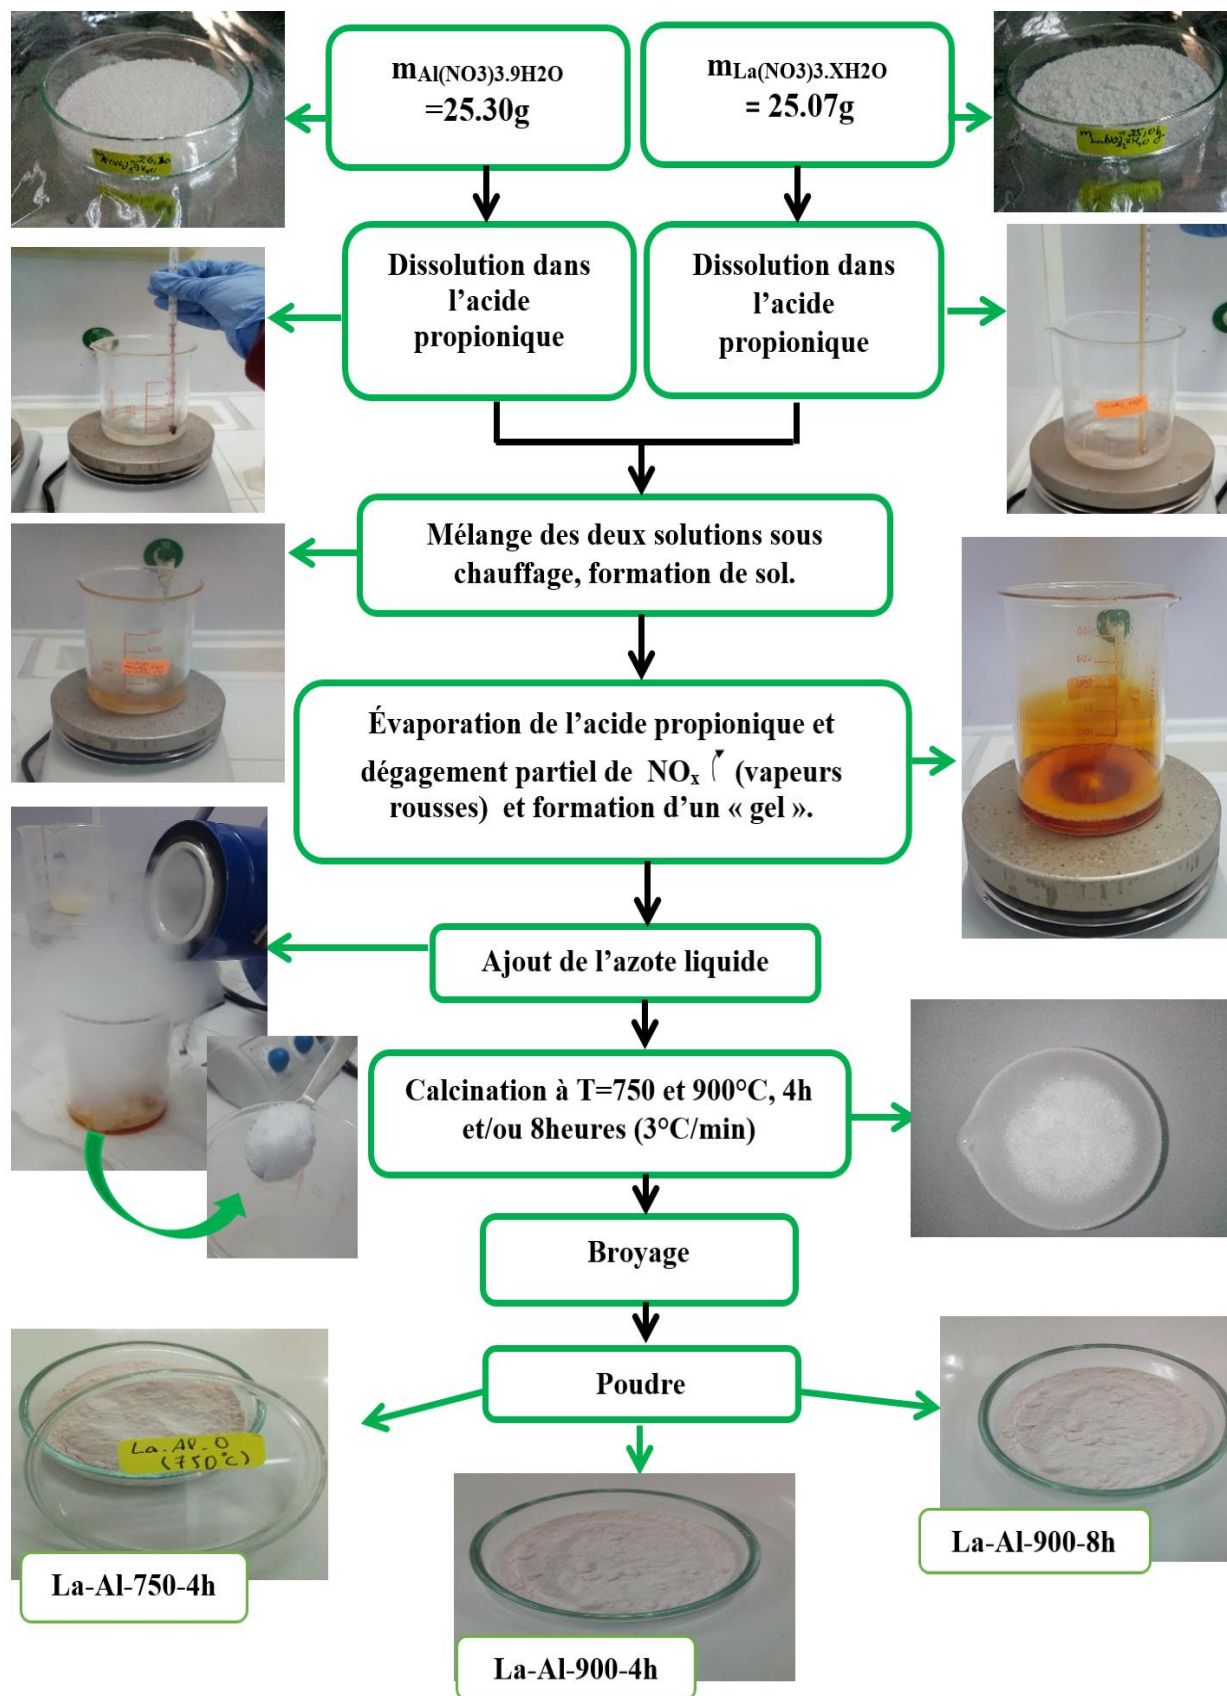 mAl(NO3)3.9H2O
=25.30g
mLa(NO3)3.XH2O
= 25.07g
Dissolution dans
l’acide
propionique
Dissolution dans
l’acide
propionique
Mélange des deux solutions sous
chauffage, formation de sol.
Évaporation de l’acide propionique et
dégagement partiel de NOx (vapeurs
rousses) et formation d’un « gel ».
Ajout de l’azote liquide
Calcination à T=750 et 900°C, 4h
et/ou 8heures (3°C/min)
Broyage
Poudre
La-Al-O
(750°C)
La-Al-750-4h
La-Al-900-4h
La-Al-900-8h